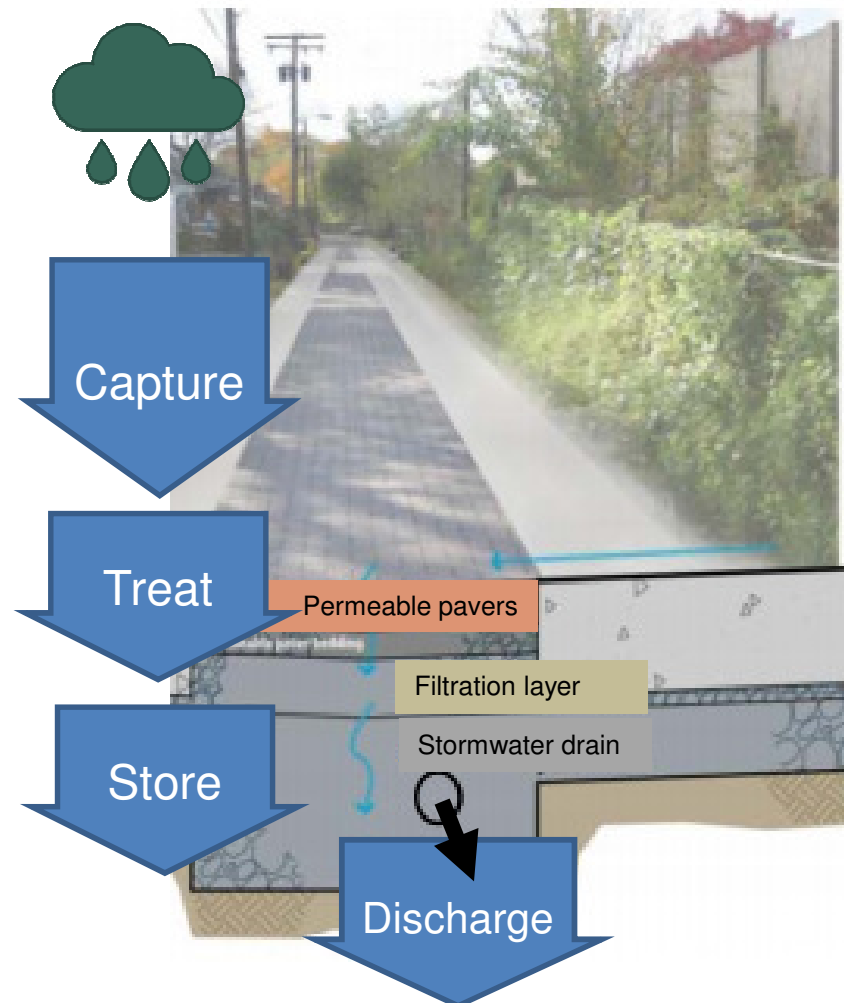 Capture
Treat
Permeable pavers
Filtration layer
Stormwater drain
Store
Discharge